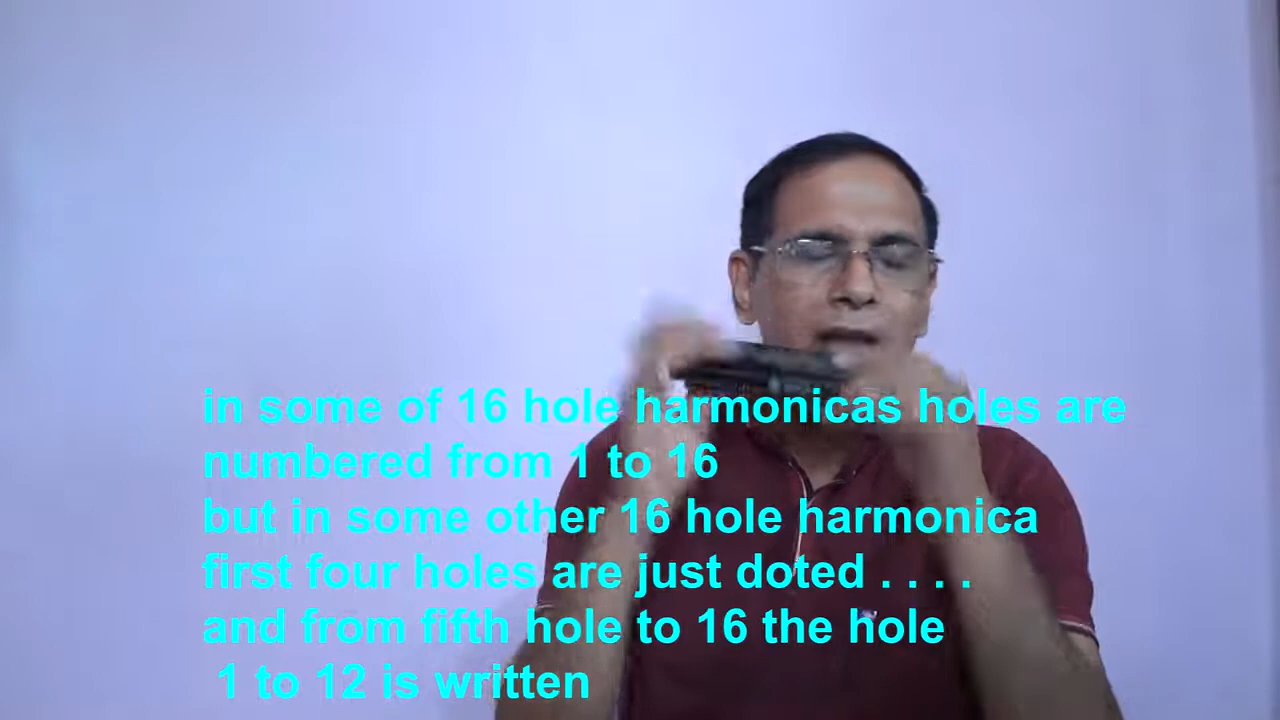 in some of 16 hole harmonicas holes are
numbered from 1 to 16
but in some other 16 hole harmonica
first four holes are just doted . . . .
and from fifth hole to 16 the hole
1 to 12 is written